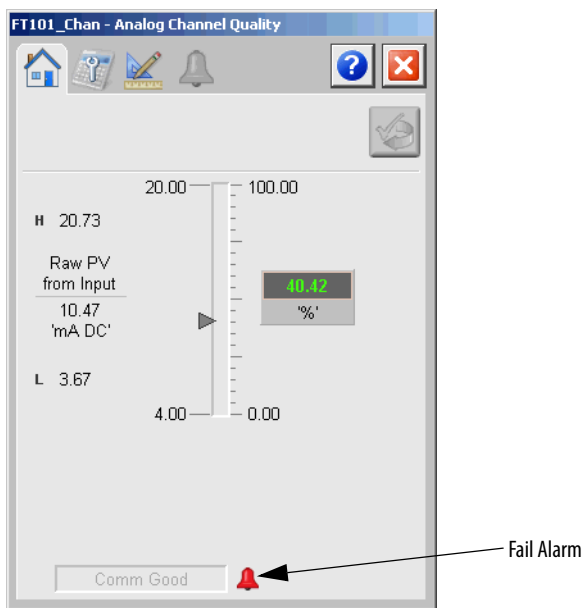 FT101_Chan - Analog Channel Quality
?
20.00
100.00
H 20.73
Raw PV
from Input
10.47
'mA DC'
40.42
'%'
L 3.67
4.00
0.00
Comm Good
Fail Alarm